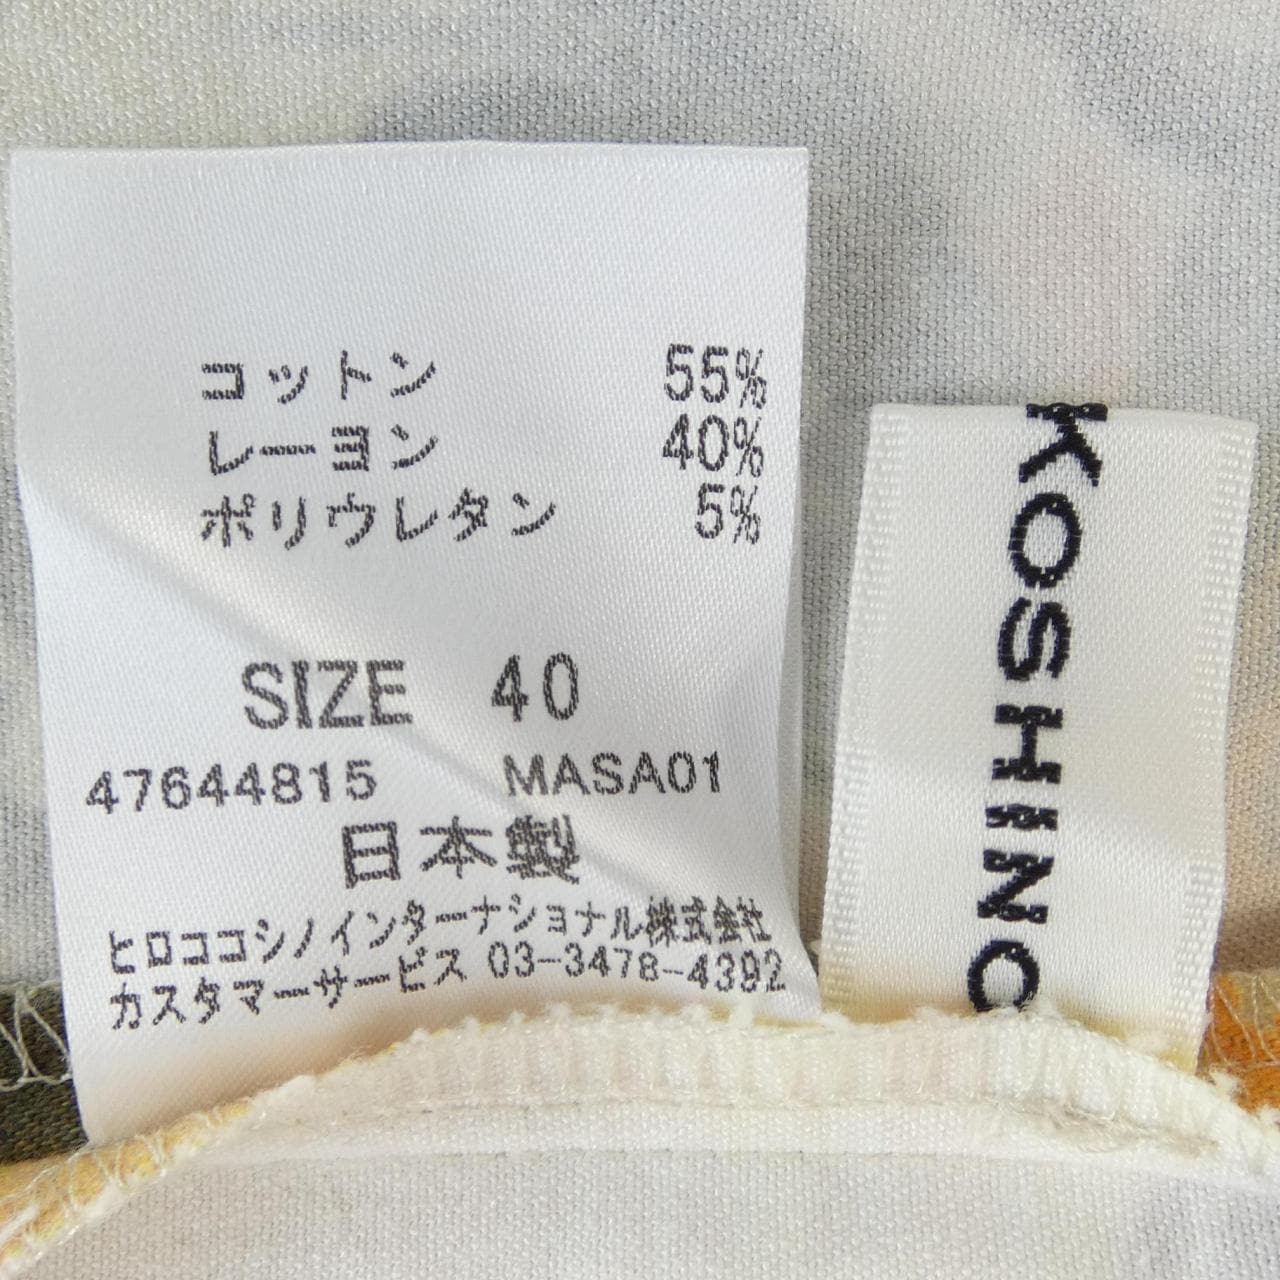 コットン 55%
レーヨン 40%
ポリウレタン 5%
SIZE 40
47644815 MASA01
日本製
ヒロココシノインターナショナル株式会社
カスタマーサービス 03-3478-4392
KOSHINO